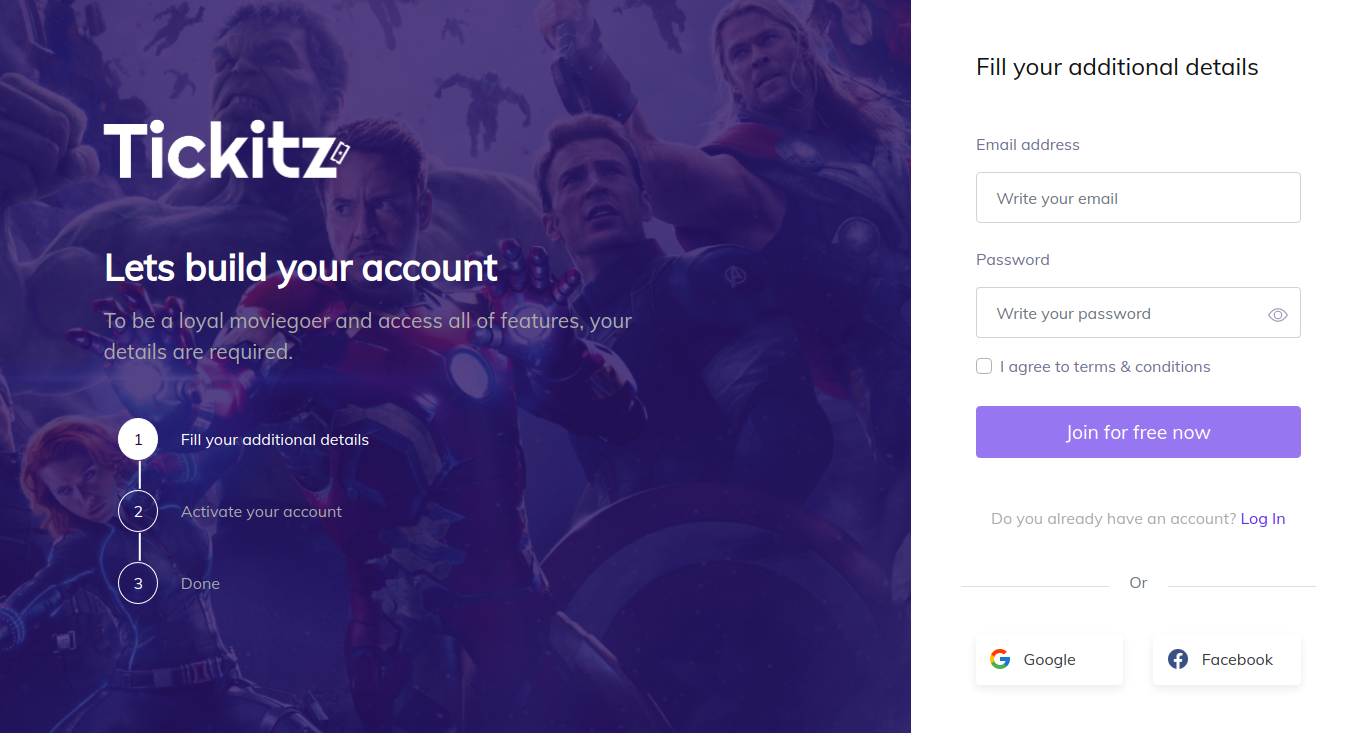 Tickitz
Lets build your account
To be a loyal moviegoer and access all of features, your
details are required.
1 Fill your additional details
2 Activate your account
3 Done
Fill your additional details
Email address
Write your email
Password
Write your password
I agree to terms & conditions
Join for free now
Do you already have an account? Log In
Or
Google
Facebook